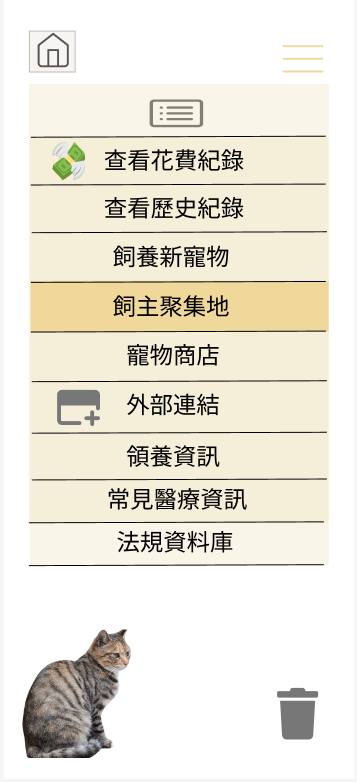 查看花費紀錄
查看歷史紀錄
飼養新寵物
飼主聚集地
寵物商店
外部連結
領養資訊
常見醫療資訊
法規資料庫